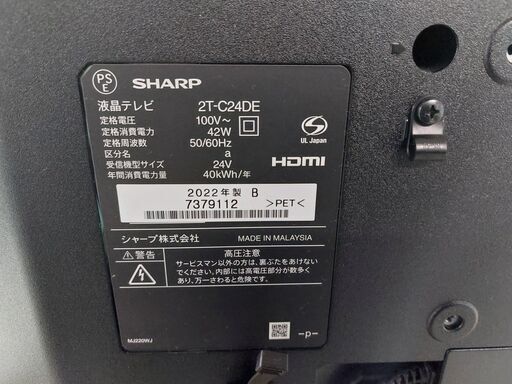 PS
E
SHARP
液晶テレビ 2T-C24DE
定格電圧 100V～
定格消費電力 42W
定格周波数 50/60Hz
区分名 a
受信機型サイズ 24V
年間消費電力量 40kWh/年
UL Japan
HDMI
2022年製 B
7379112 >PET<
シャープ株式会社 MADE IN MALAYSIA
警告 高圧注意
サービスマン以外の方は、裏ぶたをあけない
でください。内部には高電圧部分が数多く
あり、万一さわると危険です。
MJ220WJ
-p-